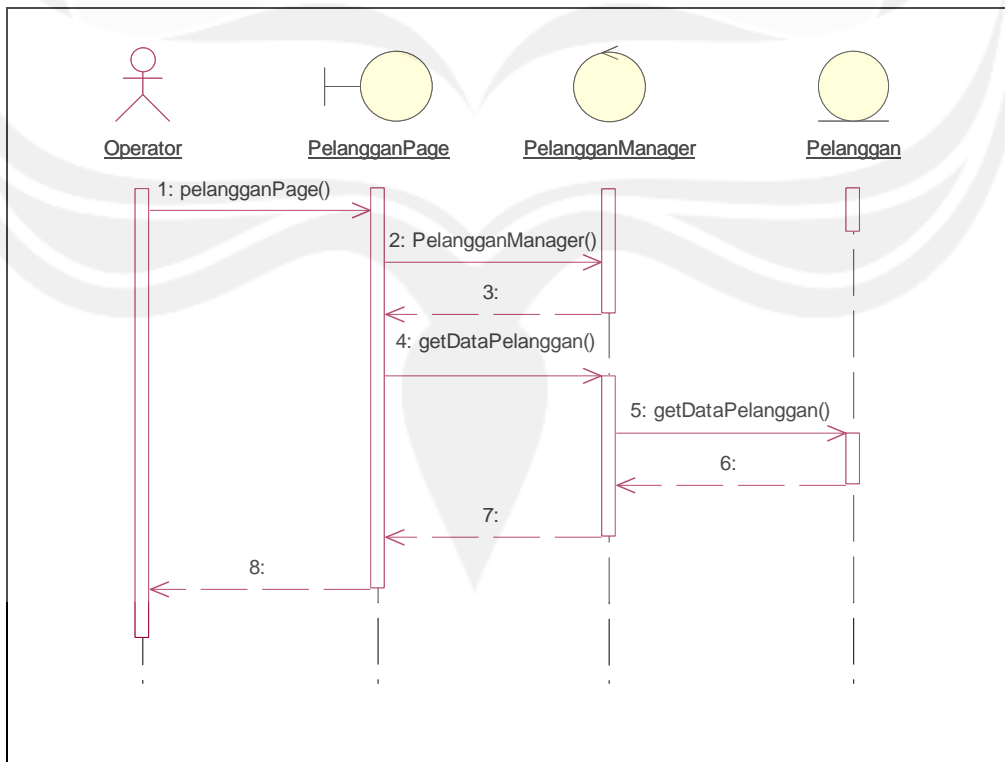 Operator
PelangganPage
PelangganManager
Pelanggan
1: pelangganPage()
2: PelangganManager()
3:
4: getDataPelanggan()
5: getDataPelanggan()
6:
7:
8: